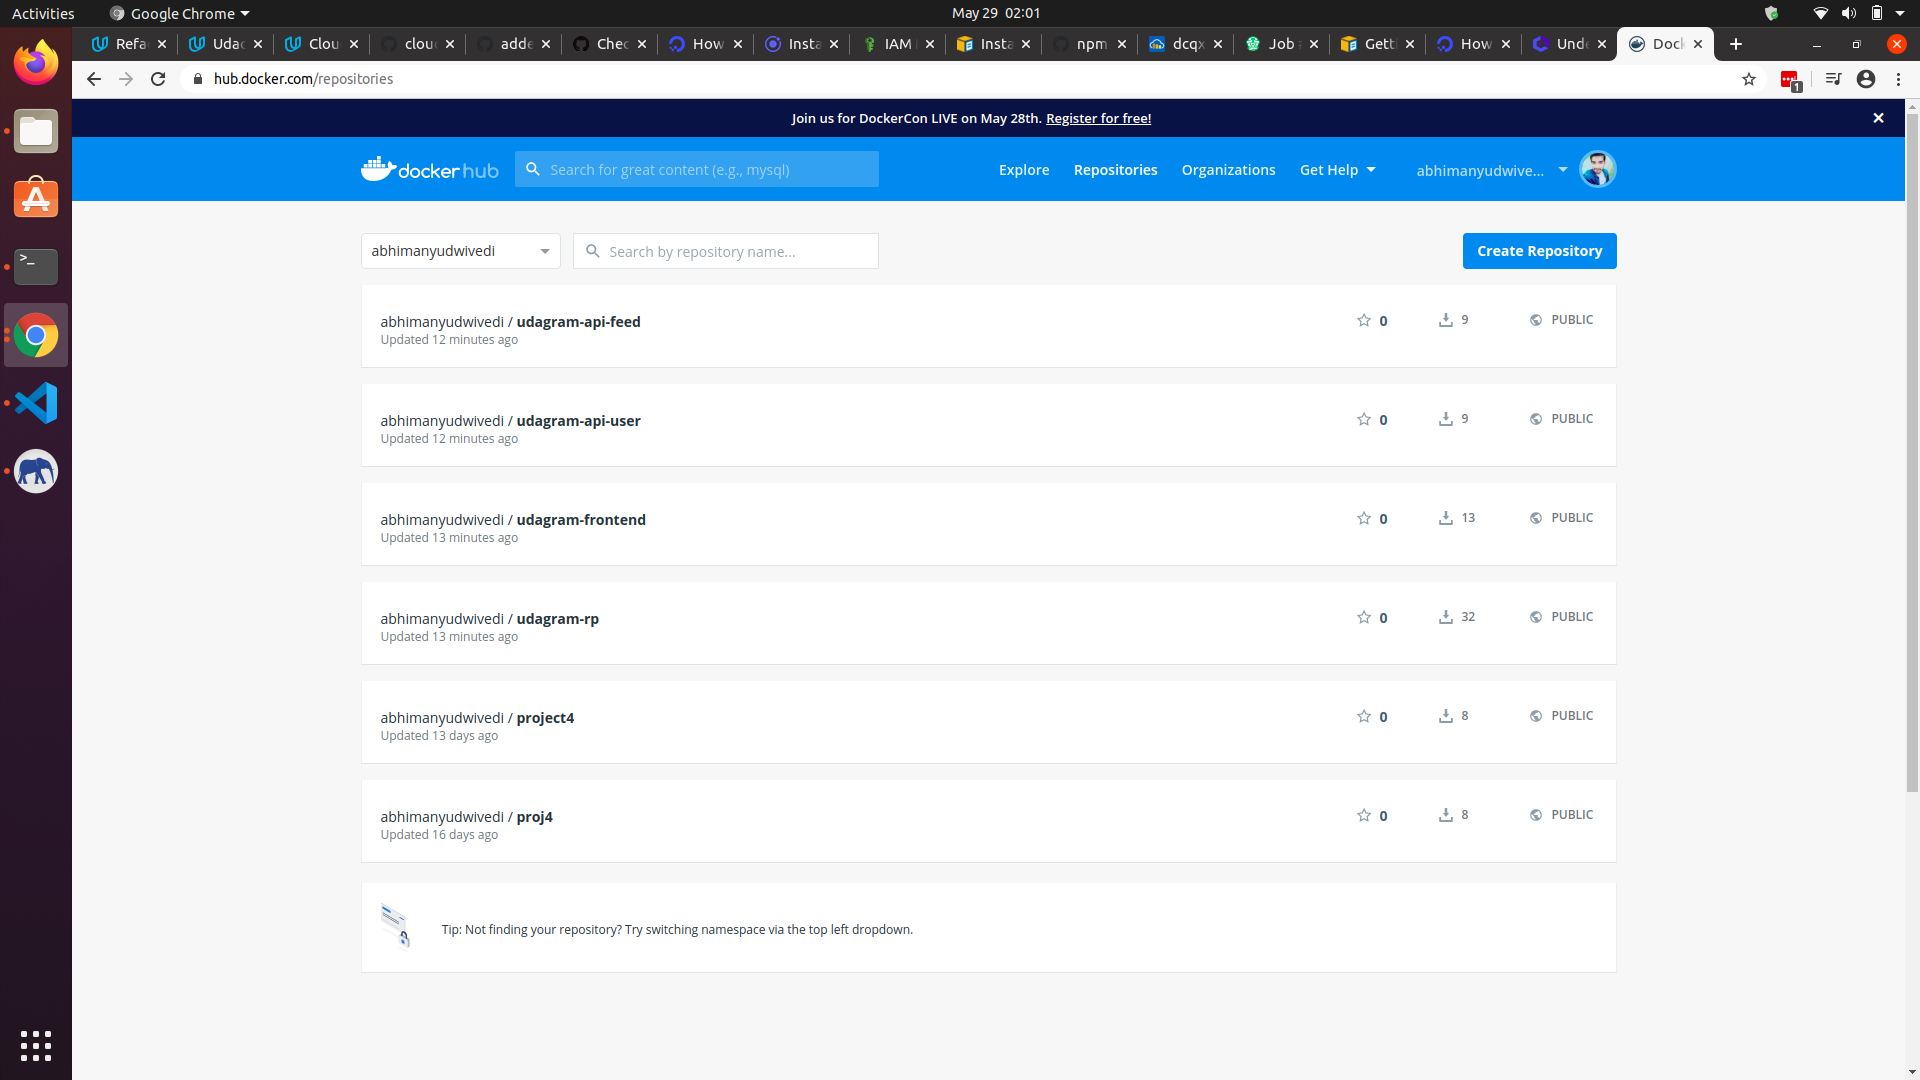 Activities
Google Chrome
May 29 02:01
Refa
Udac
Clou
clou
adde
Chec
How
Insta
IAM
Insta
npm
dcqx
Job
Getti
How
Unde
Dock
hub.docker.com/repositories
1
Join us for DockerCon LIVE on May 28th. Register for free!
docker hub
Search for great content (e.g., mysql)
Explore
Repositories
Organizations
Get Help
abhimanyudwive...
abhimanyudwivedi
Search by repository name...
Create Repository
abhimanyudwivedi / udagram-api-feed
0
9
PUBLIC
Updated 12 minutes ago
abhimanyudwivedi / udagram-api-user
0
9
PUBLIC
Updated 12 minutes ago
abhimanyudwivedi / udagram-frontend
0
13
PUBLIC
Updated 13 minutes ago
abhimanyudwivedi / udagram-rp
0
32
PUBLIC
Updated 13 minutes ago
abhimanyudwivedi / project4
0
8
PUBLIC
Updated 13 days ago
abhimanyudwivedi / proj4
0
8
PUBLIC
Updated 16 days ago
Tip: Not finding your repository? Try switching namespace via the top left dropdown.